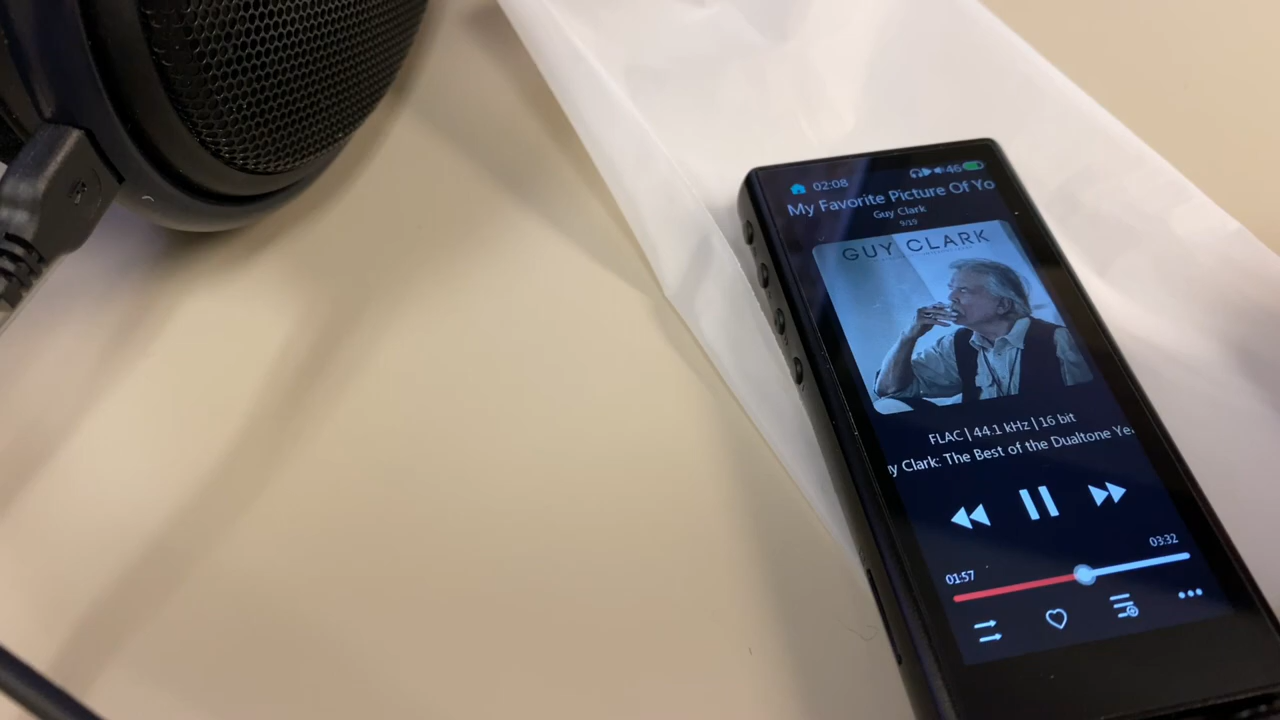 02:08 46
My Favorite Picture Of Yo
Guy Clark
9/19
GUY CLARK
FLAC | 44.1 kHz | 16 bit
y Clark: The Best of the Dualtone Ye
03:32
01:57